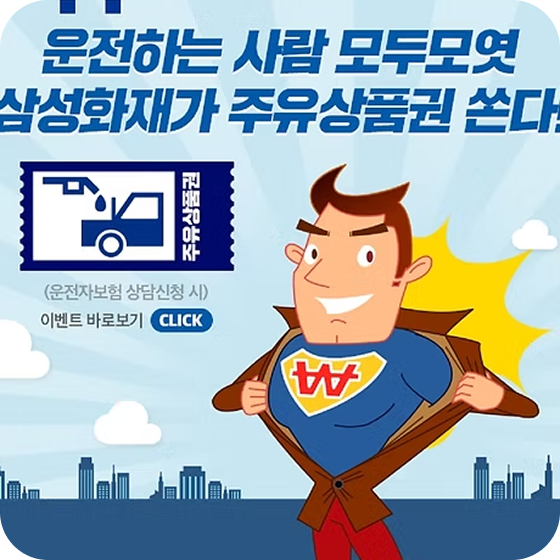 운전하는 사람 모두모엿
삼성화재가 주유상품권 쏜다!
주유상품권
(운전자보험 상담신청 시)
이벤트 바로보기 CLICK
₩